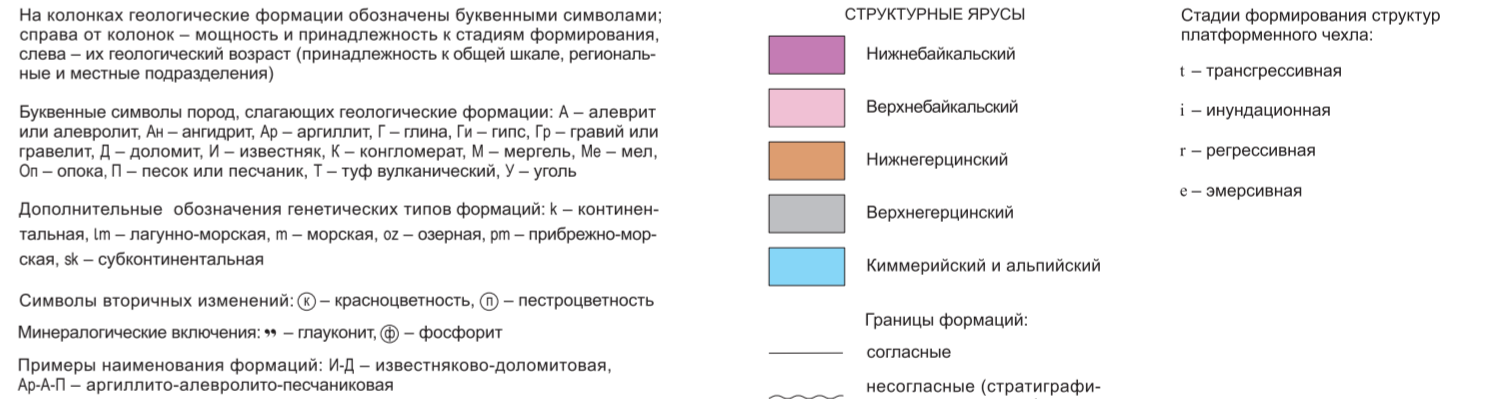 На колонках геологические формации обозначены буквенными символами;
справа от колонок – мощность и принадлежность к стадиям формирования,
слева – их геологический возраст (принадлежность к общей шкале, региональ-
ные и местные подразделения)
Буквенные символы пород, слагающих геологические формации: А – алеврит
или алевролит, Ан – ангидрит, Ар – аргиллит, Г – глина, Ги – гипс, Гр – гравий или
гравелит, Д – доломит, И – известняк, К – конгломерат, М – мергель, Ме – мел,
Оп – опока, П – песок или песчаник, Т – туф вулканический, У – уголь
Дополнительные обозначения генетических типов формаций: k – континен-
тальная, lm – лагунно-морская, m – морская, oz – озерная, pm – прибрежно-мор-
ская, sk – субконтинентальная
Символы вторичных изменений: (к) – красноцветность, (п) – пестроцветность
Минералогические включения: ❞ – глауконит, (ф) – фосфорит
Примеры наименования формаций: И-Д – известняково-доломитовая,
Ар-А-П – аргиллито-алевролито-песчаниковая
СТРУКТУРНЫЕ ЯРУСЫ
Нижнебайкальский
Верхнебайкальский
Нижнегерцинский
Верхнегерцинский
Киммерийский и альпийский
Границы формаций:
согласные
несогласные (стратиграфи-
Стадии формирования структур
платформенного чехла:
t – трансгрессивная
i – инундационная
r – регрессивная
e – эмерсивная